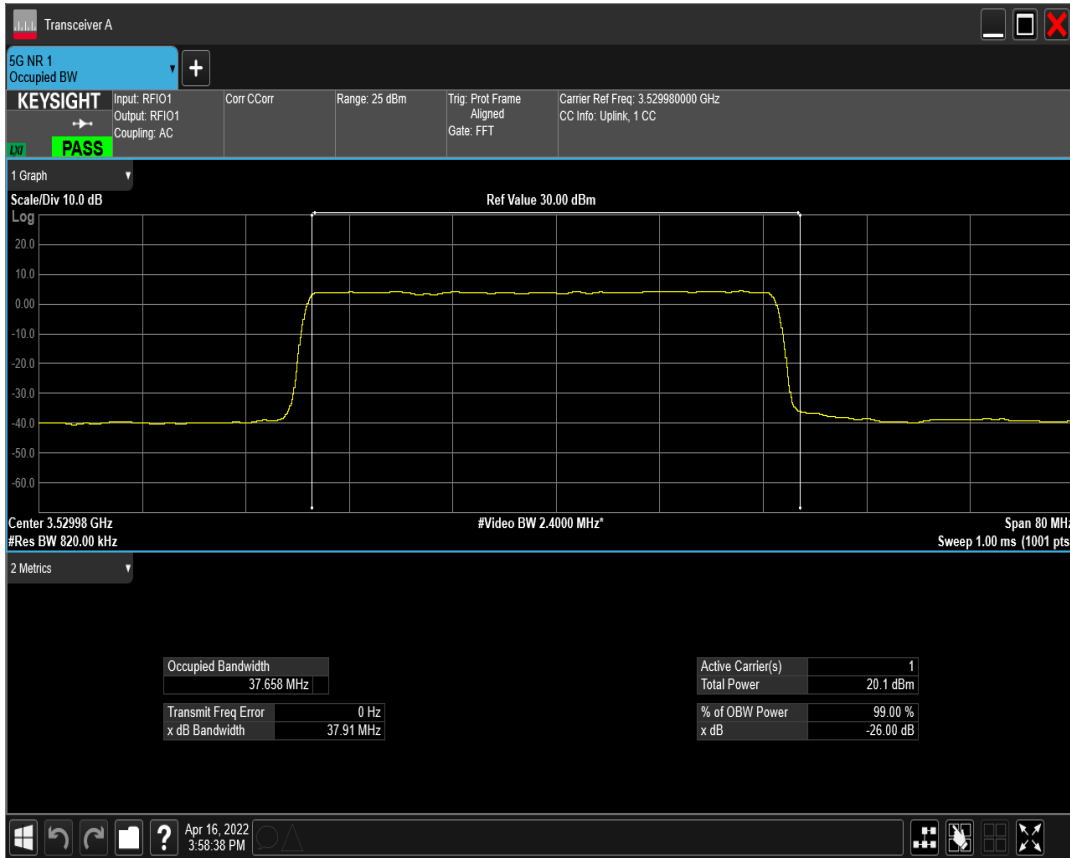 Transceiver A
5G NR 1
Occupied BW
KEYSIGHT
LXI
PASS
Input: RFIO1
Output: RFIO1
Coupling: AC
Corr CCorr
Range: 25 dBm
Trig: Prot Frame
Aligned
Gate: FFT
Carrier Ref Freq: 3.529980000 GHz
CC Info: Uplink, 1 CC
1 Graph
Scale/Div 10.0 dB
Ref Value 30.00 dBm
Log
20.0
10.0
0.00
-10.0
-20.0
-30.0
-40.0
-50.0
-60.0
Center 3.52998 GHz
#Video BW 2.4000 MHz*
Span 80 MHz
#Res BW 820.00 kHz
Sweep 1.00 ms (1001 pts
2 Metrics
Occupied Bandwidth
37.658 MHz
Transmit Freq Error 0 Hz
x dB Bandwidth 37.91 MHz
Active Carrier(s) 1
Total Power 20.1 dBm
% of OBW Power 99.00 %
x dB -26.00 dB
?
Apr 16, 2022
3:58:38 PM